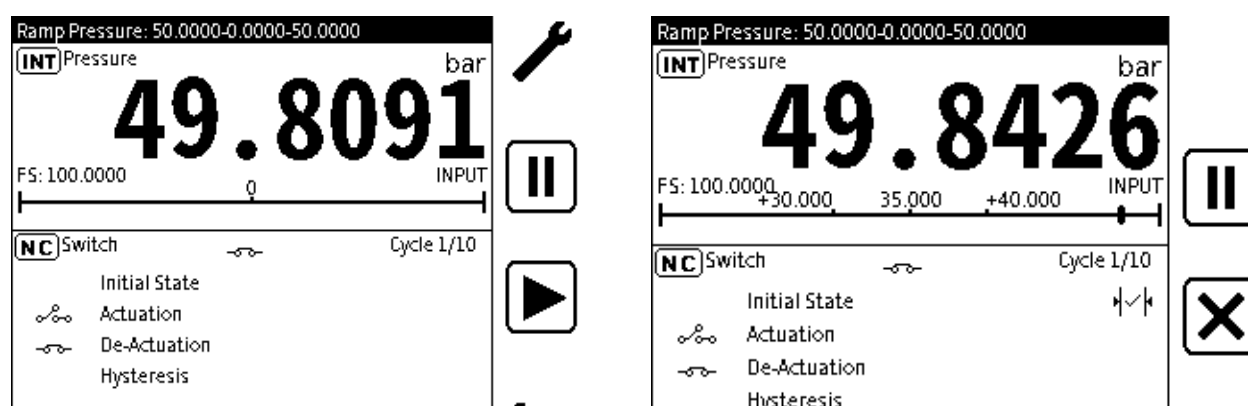 Ramp Pressure: 50.0000-0.0000-50.0000
INT Pressure
bar
49.8091
FS: 100.0000
INPUT
0
NC Switch
Cycle 1/10
Initial State
Actuation
De-Actuation
Hysteresis
Ramp Pressure: 50.0000-0.0000-50.0000
INT Pressure
bar
49.8426
FS: 100.0000
INPUT
+30.000 35.000 +40.000
NC Switch
Cycle 1/10
Initial State
Actuation
De-Actuation
Hysteresis